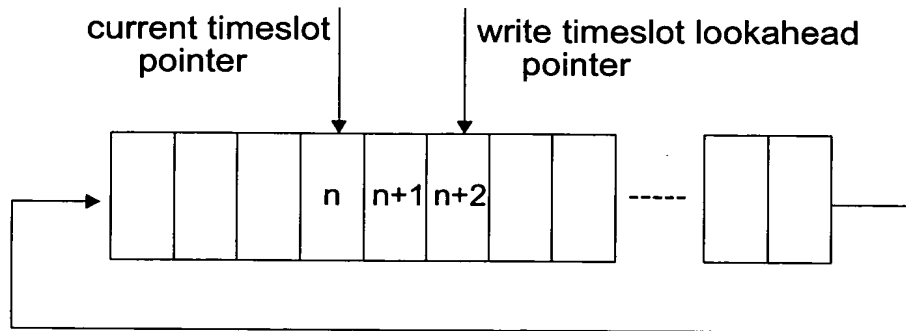 current timeslot
pointer
write timeslot lookahead
pointer
n n+1 n+2